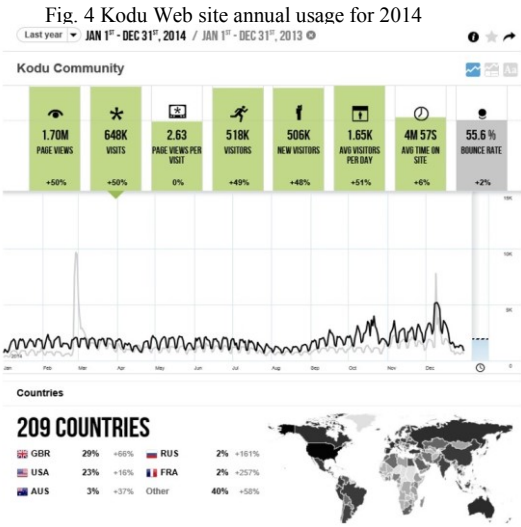 Fig. 4 Kodu Web site annual usage for 2014
Last year JAN 1ST - DEC 31ST, 2014 / JAN 1ST - DEC 31ST, 2013
Kodu Community
Aa
1.70M 648K 2.63 518K 506K 1.65K 4M 57S 55.6 %
PAGE VIEWS VISITS PAGE VIEWS PER VISIT VISITORS NEW VISITORS AVG VISITORS PER DAY AVG TIME ON SITE BOUNCE RATE
+50% +50% 0% +49% +48% +51% +6% +2%
2014
Jan Feb Mar Apr May Jun Jul Aug Sep Oct Nov Dec 0
Countries
209 COUNTRIES
GBR 29% +66% RUS 2% +161%
USA 23% +16% FRA 2% +257%
AUS 3% +37% Other 40% +58%